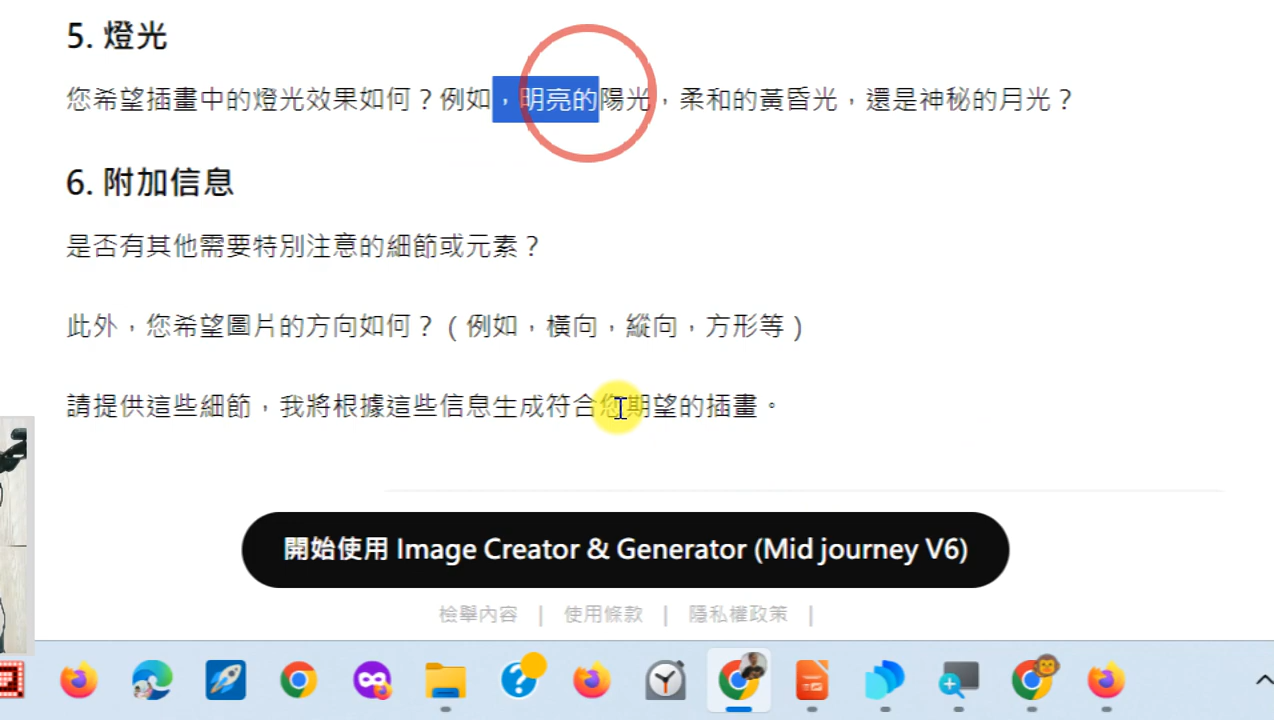 5. 燈光
您希望插畫中的燈光效果如何？例如，明亮的陽光，柔和的黃昏光，還是神秘的月光？
6. 附加信息
是否有其他需要特別注意的細節或元素？
此外，您希望圖片的方向如何？（例如，橫向，縱向，方形等）
請提供這些細節，我將根據這些信息生成符合您期望的插畫。
開始使用 Image Creator & Generator (Mid journey V6)
檢舉內容 | 使用條款 | 隱私權政策 |